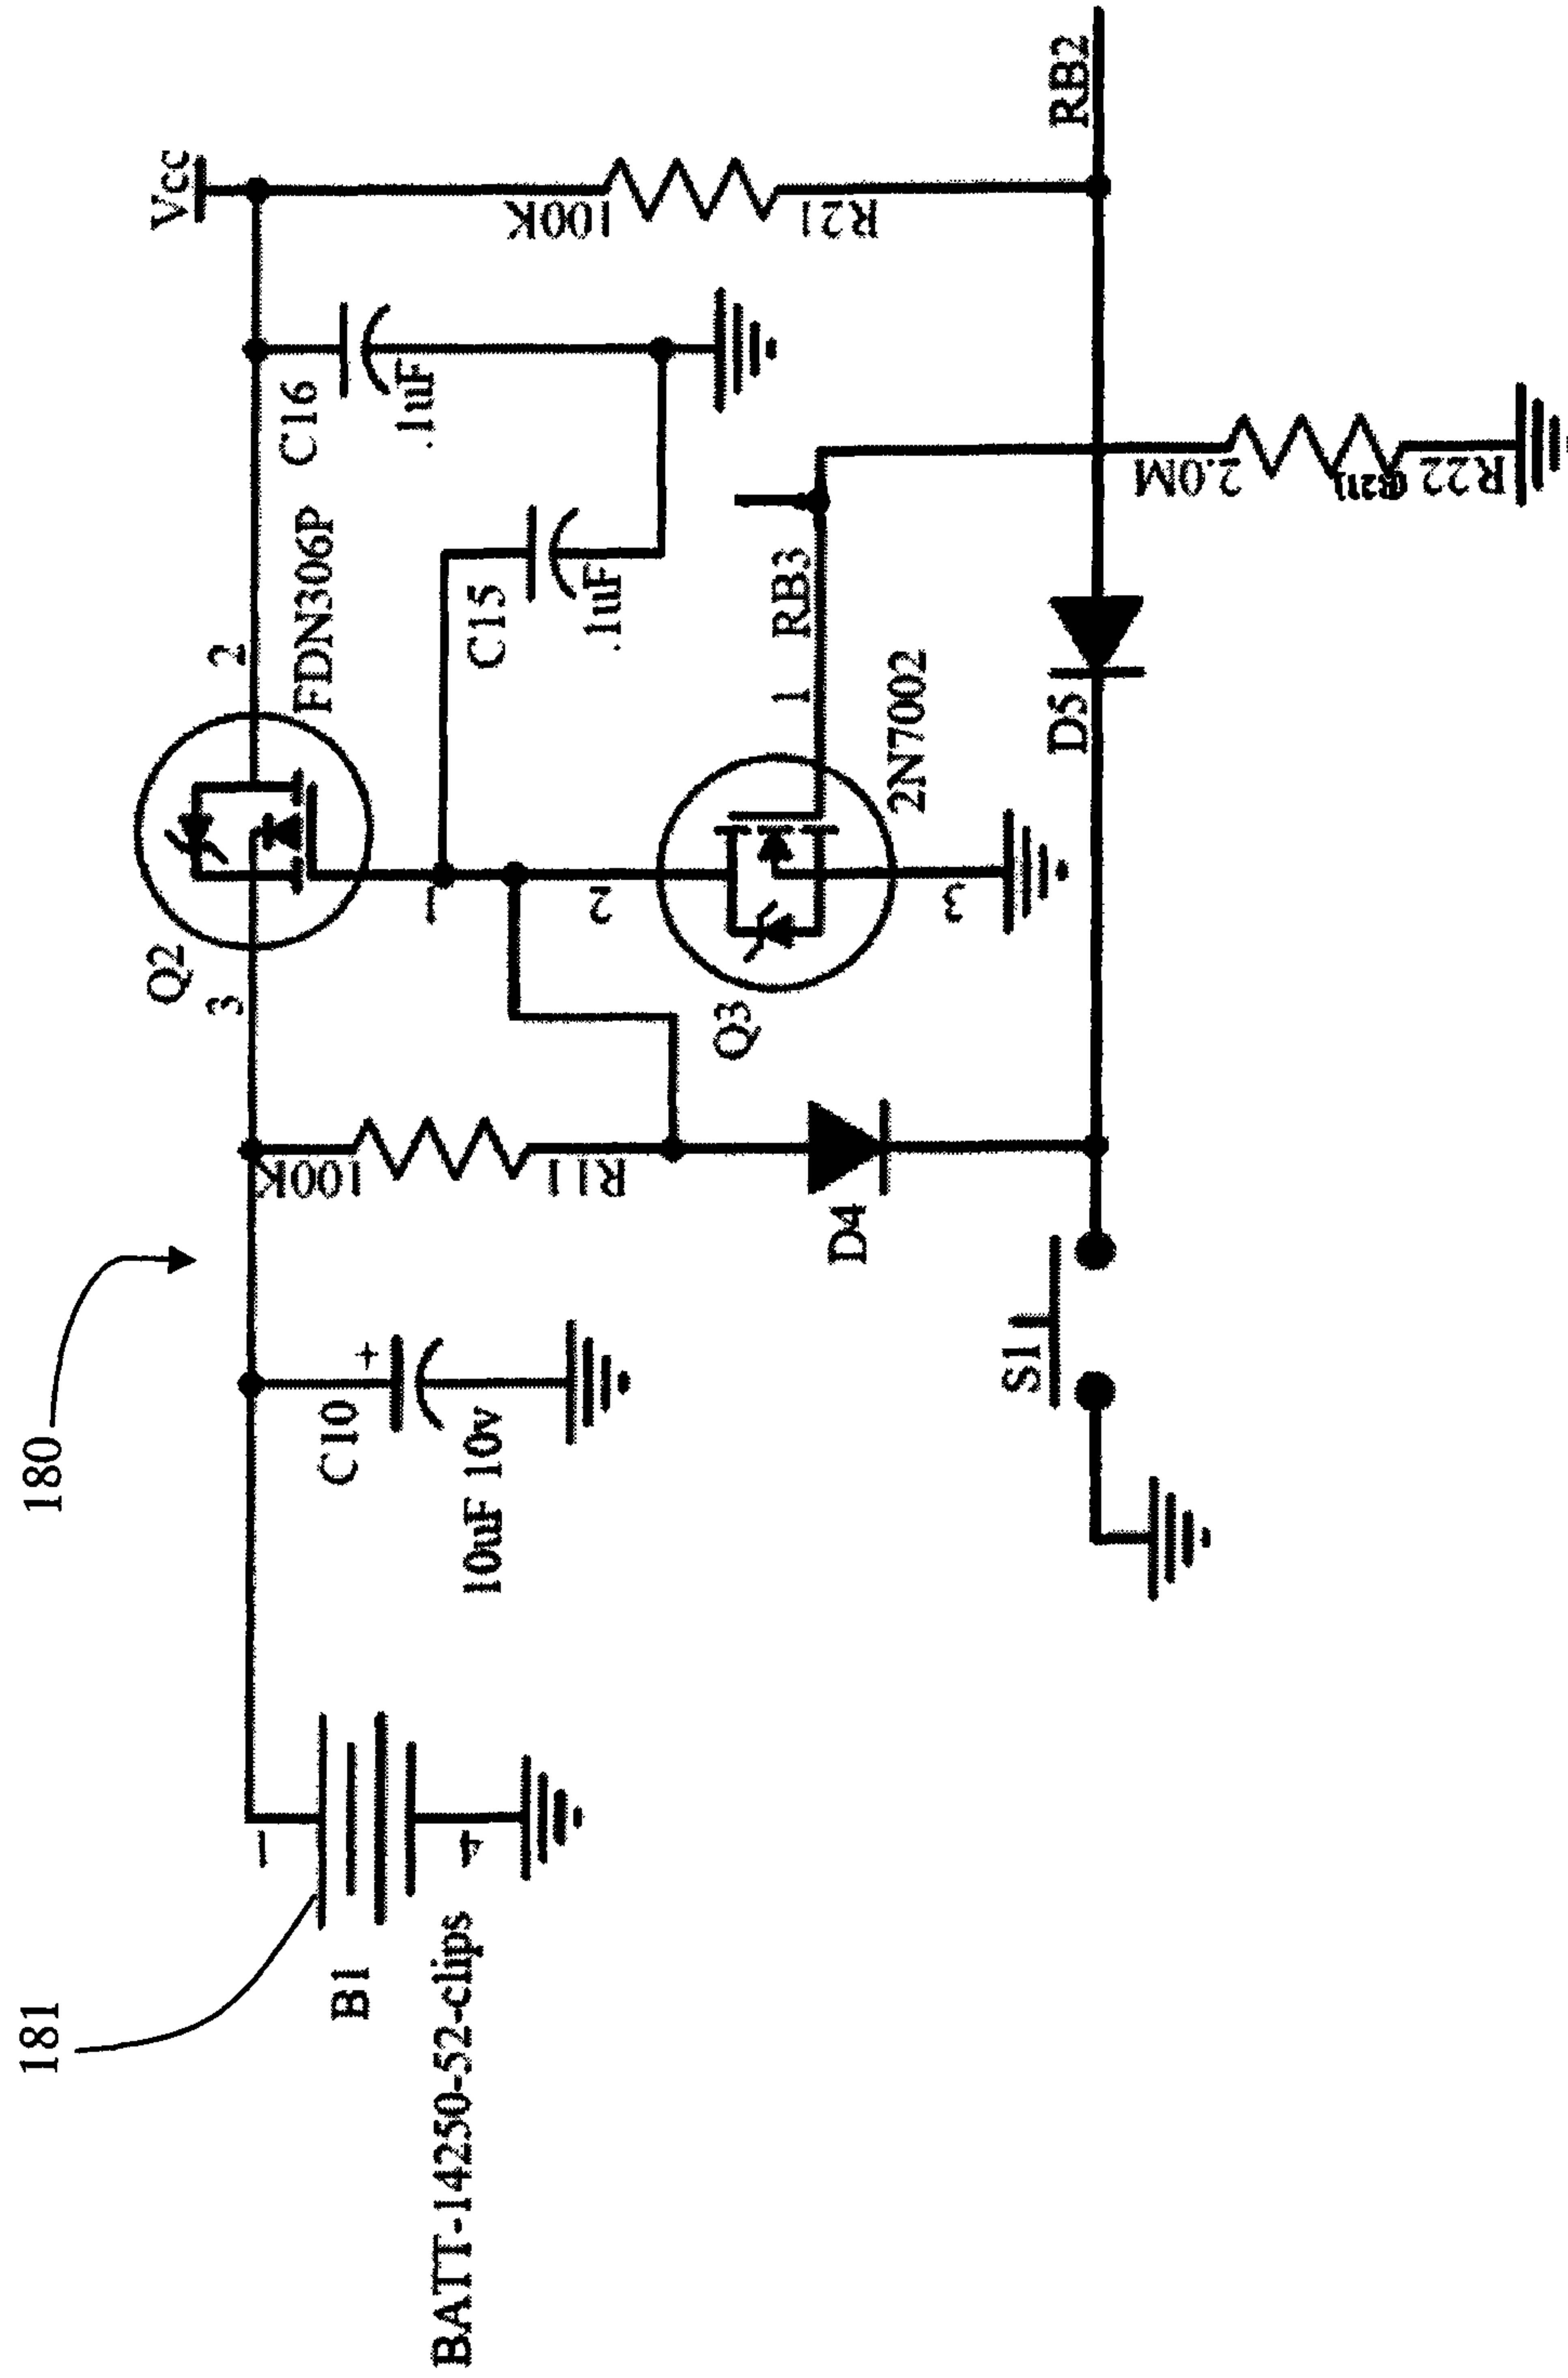 180
181
B1
BATT-14250-52-clips
1
C10
+
10uF 10v
100K
R11
D4
S1
Q2
3
2
FDN306P
1
C15
.1uF
C16
.1uF
Vcc
100K
R21
RB2
2
Q3
3
2N7002
1
RB3
D5
2.0M
R22